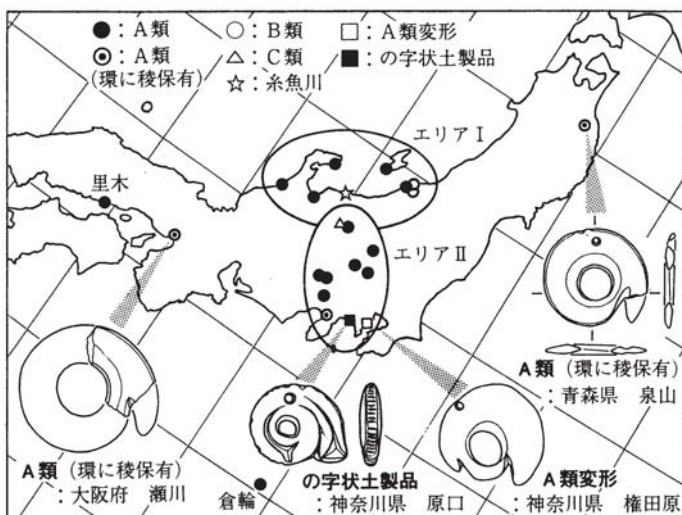 ●：A類　○：B類　□：A類変形
◉：A類　△：C類　■：の字状土製品
(環に稜保有)　☆：糸魚川
エリアⅠ
里木
エリアⅡ
A類(環に稜保有)
：青森県　泉山
A類(環に稜保有)
：大阪府　瀬川
倉輪
の字状土製品
：神奈川県　原口
A類変形
：神奈川県　権田原